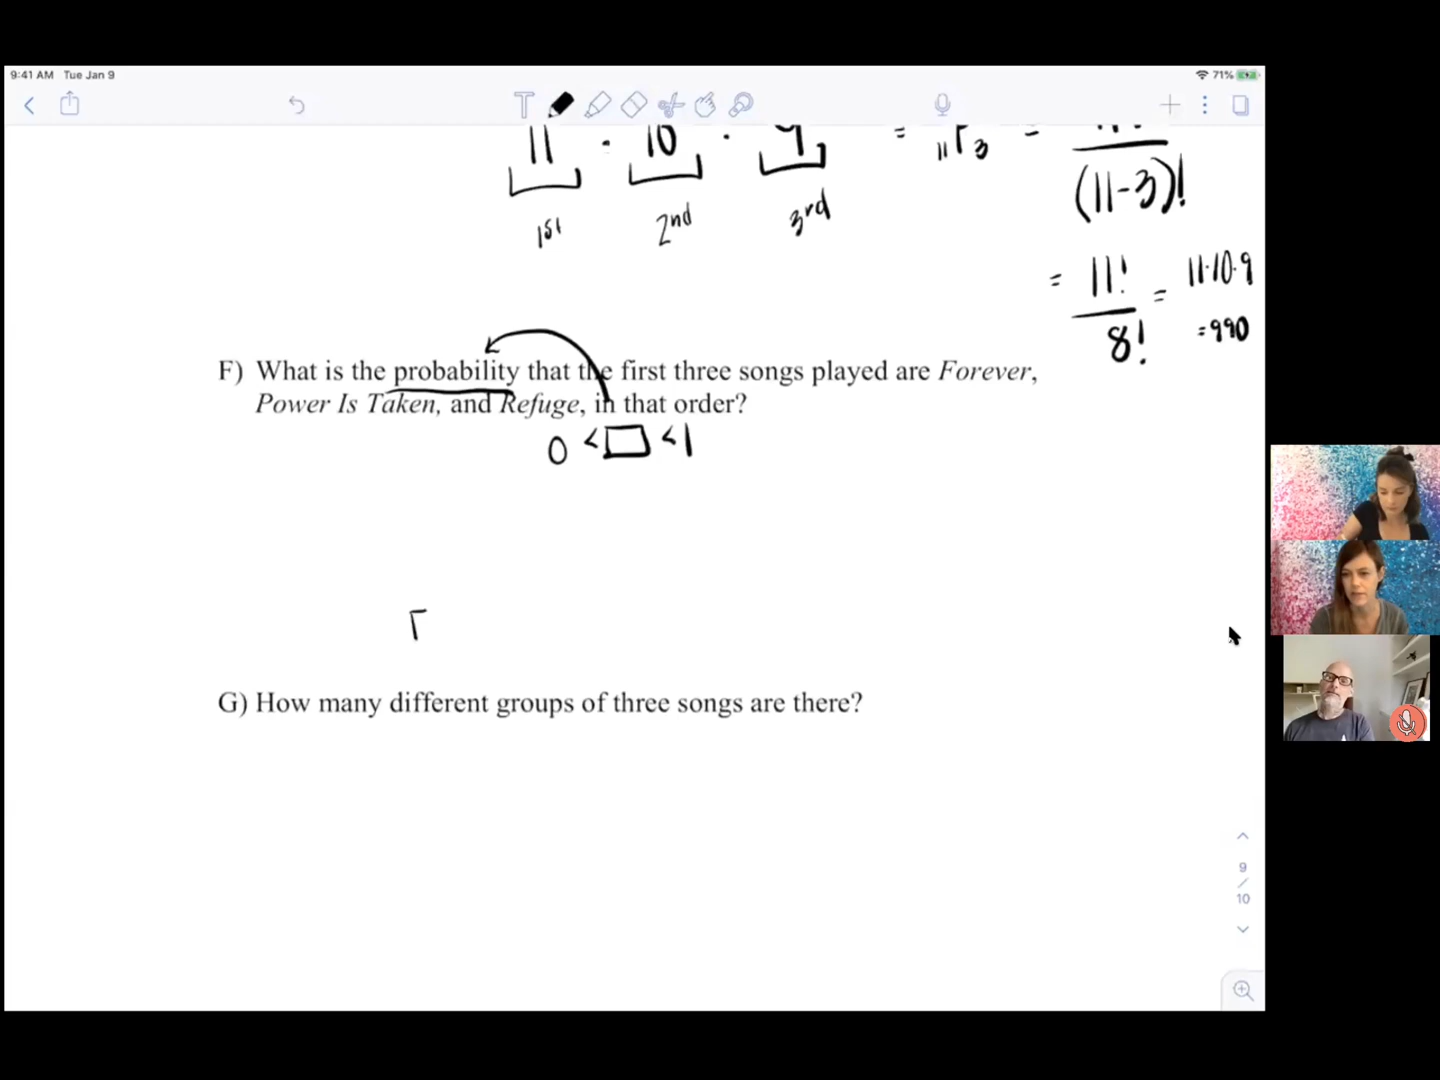 9:41 AM Tue Jan 9
71%
11 · 10 · 9 = ₁₁P₃ =
(11-3)!
1st 2nd 3rd
= 11! = 11·10·9
8! =990
F) What is the probability that the first three songs played are Forever,
Power Is Taken, and Refuge, in that order?
0 < □ < 1
G) How many different groups of three songs are there?
9
/
10